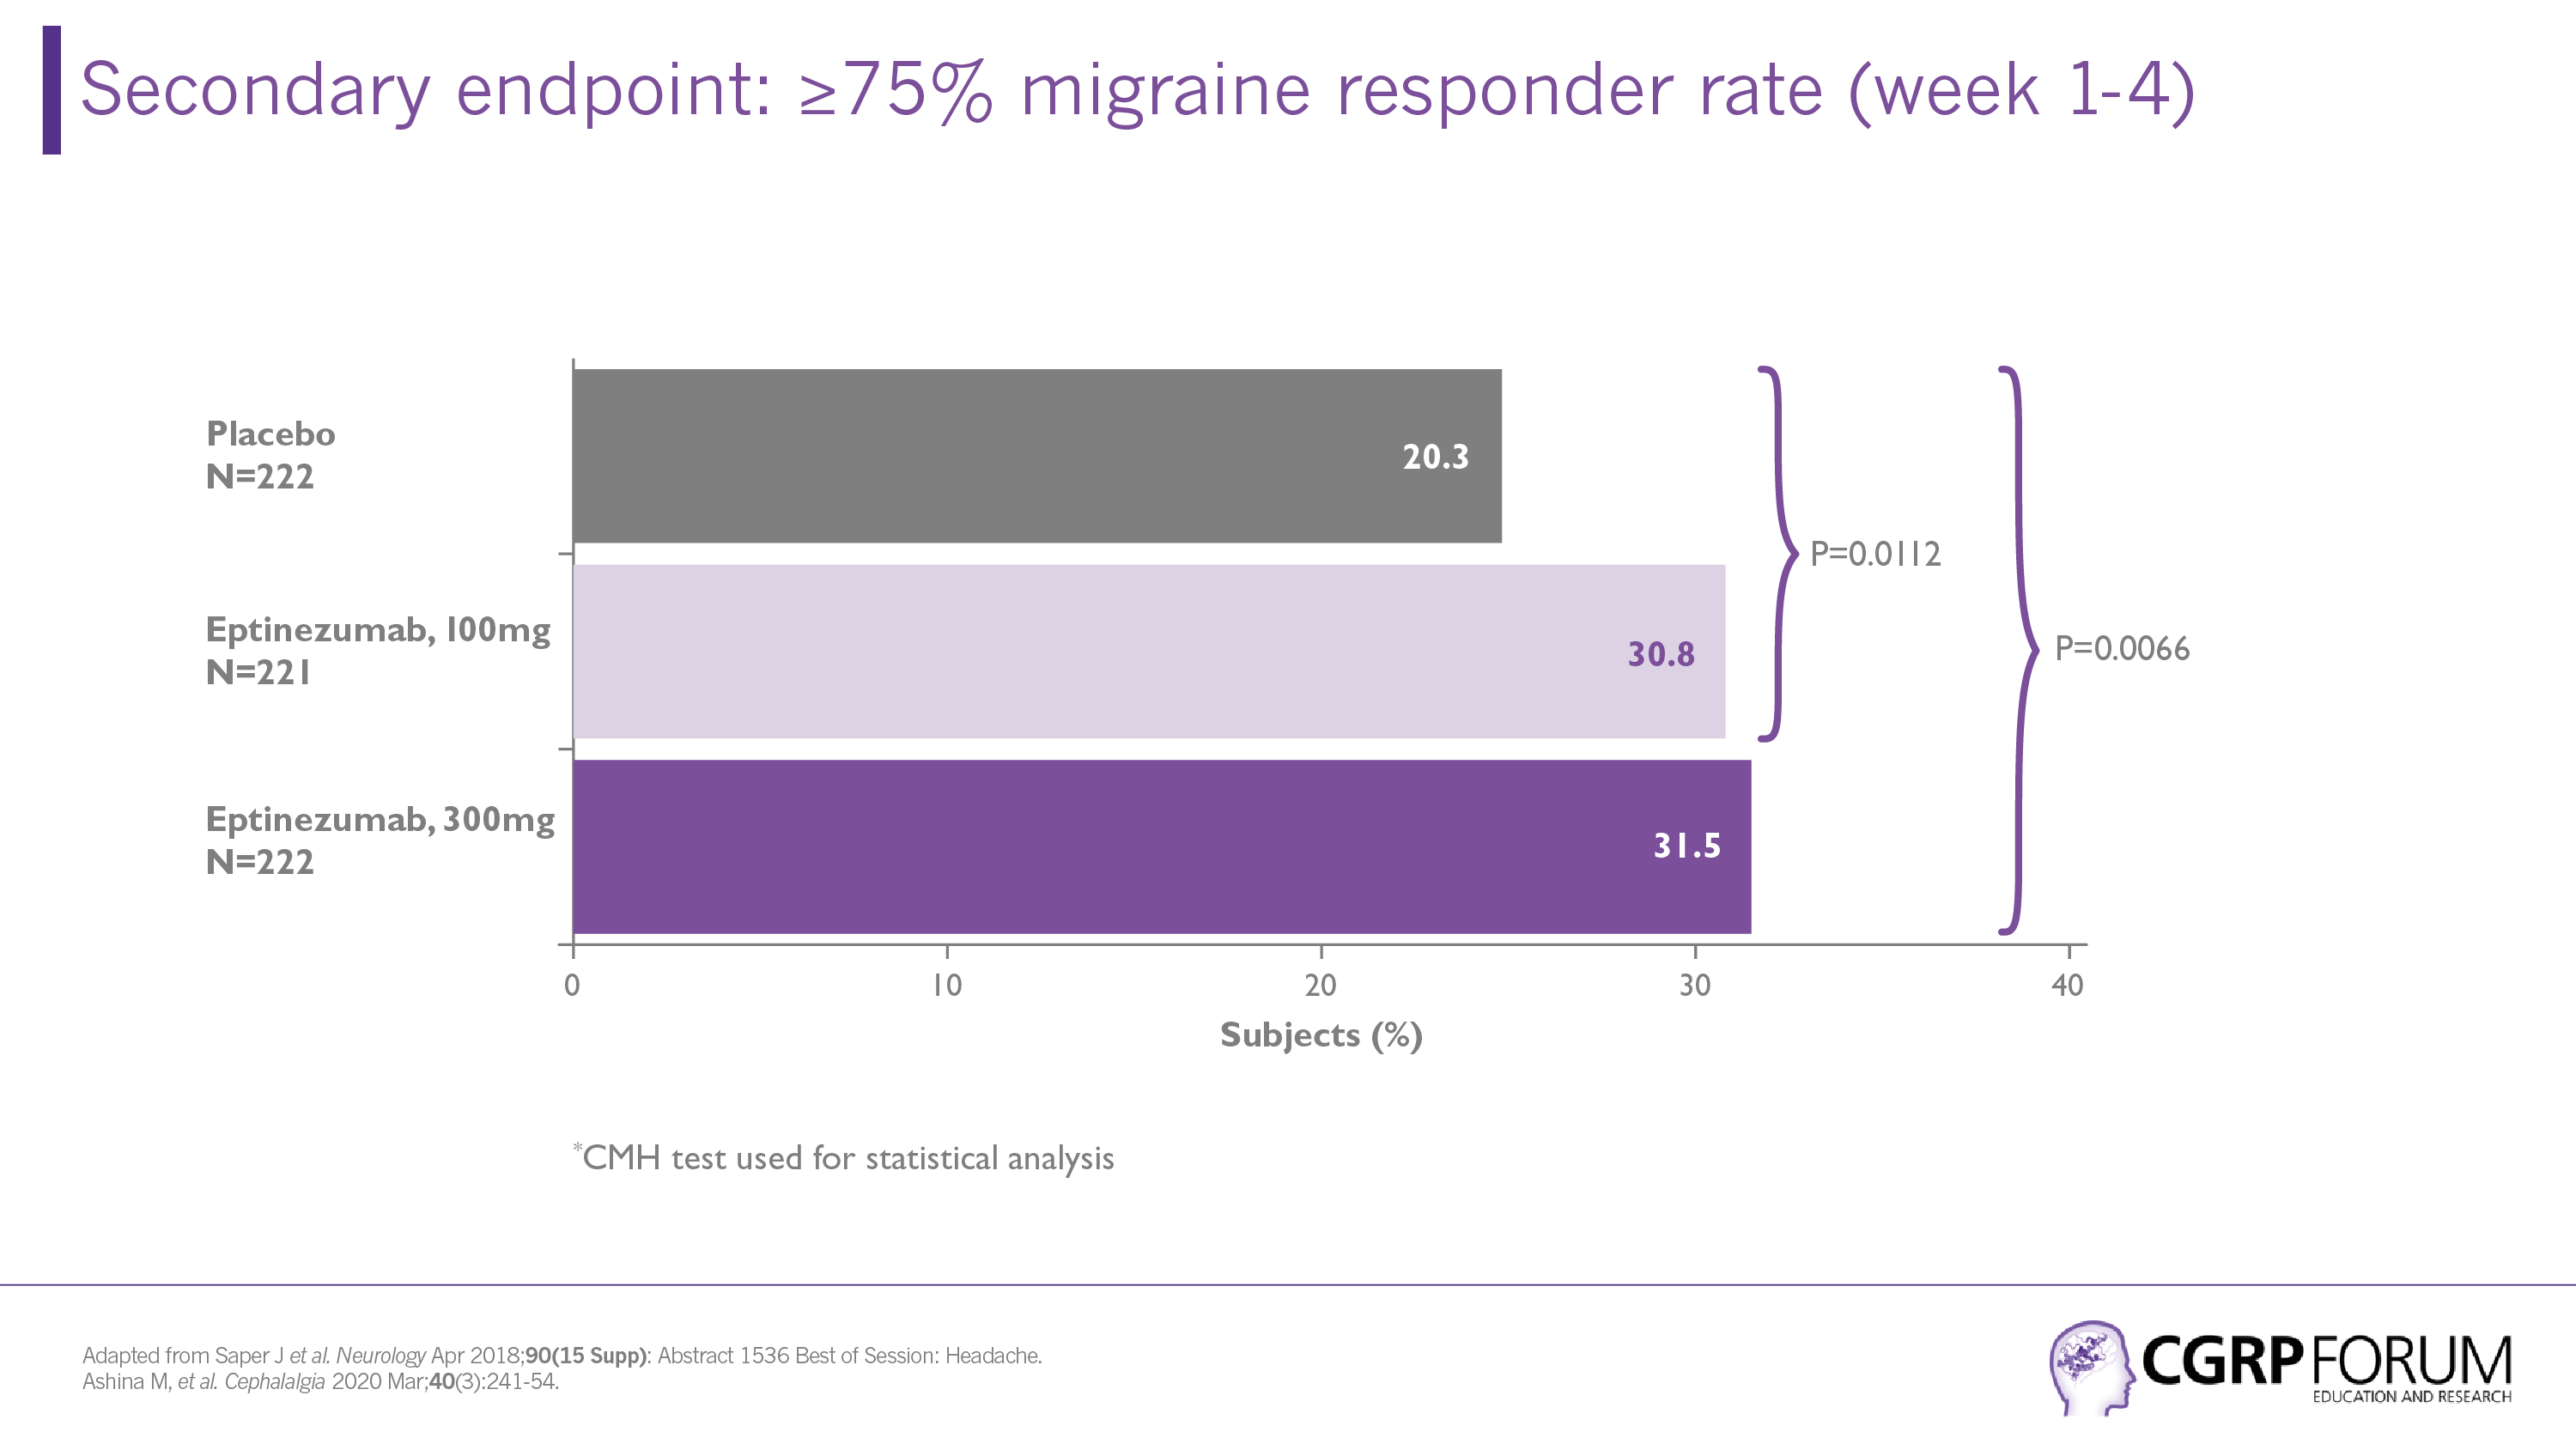 Secondary endpoint: ≥75% migraine responder rate (week 1-4)
Placebo
N=222
20.3
P=0.0112
Eptinezumab, 100mg
N=221
30.8
P=0.0066
Eptinezumab, 300mg
N=222
31.5
0 10 20 30 40
Subjects (%)
*CMH test used for statistical analysis
Adapted from Saper J et al. Neurology Apr 2018;90(15 Supp): Abstract 1536 Best of Session: Headache.
Ashina M, et al. Cephalalgia 2020 Mar;40(3):241-54.
CGRP FORUM
EDUCATION AND RESEARCH